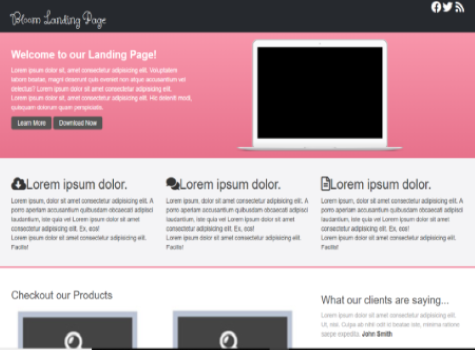 Bloom Landing Page
Welcome to our Landing Page!
Lorem ipsum dolor sit, amet consectetur adipisicing elit. Voluptatem
labore beatae, magni deserunt quis eveniet non atque accusantium vel
delectus? Lorem ipsum dolor sit, amet consectetur adipisicing elit.
Lorem ipsum dolor sit, amet consectetur adipisicing elit. Hic deleniti modi,
quisquam dolorum quam perspiciatis.
Learn More
Download Now
Lorem ipsum dolor.
Lorem ipsum dolor, sit amet consectetur adipisicing elit. A
porro aperiam accusantium quibusdam obcaecati ab adipisci
laudantium, iste quia vel Lorem ipsum dolor sit amet
consectetur adipisicing elit. Ex, eos!
Lorem ipsum dolor sit amet consectetur adipisicing elit.
Facilis!
Lorem ipsum dolor.
Lorem ipsum dolor, sit amet consectetur adipisicing elit. A
porro aperiam accusantium quibusdam obcaecati ab adipisci
laudantium, iste quia vel Lorem ipsum dolor sit amet
consectetur adipisicing elit. Ex, eos!
Lorem ipsum dolor sit amet consectetur adipisicing elit.
Facilis!
Lorem ipsum dolor.
Lorem ipsum dolor, sit amet consectetur adipisicing elit. A
porro aperiam accusantium quibusdam obcaecati ab adipisci
laudantium, iste quia vel Lorem ipsum dolor sit amet
consectetur adipisicing elit. Ex, eos!
Lorem ipsum dolor sit amet consectetur adipisicing elit.
Facilis!
Checkout our Products
What our clients are saying...
Lorem ipsum dolor sit amet consectetur adipisicing elit.
Ut, nisi. Culpa ab nihil odit id beatae iste, minima ratione
saepe expedita. John Smith